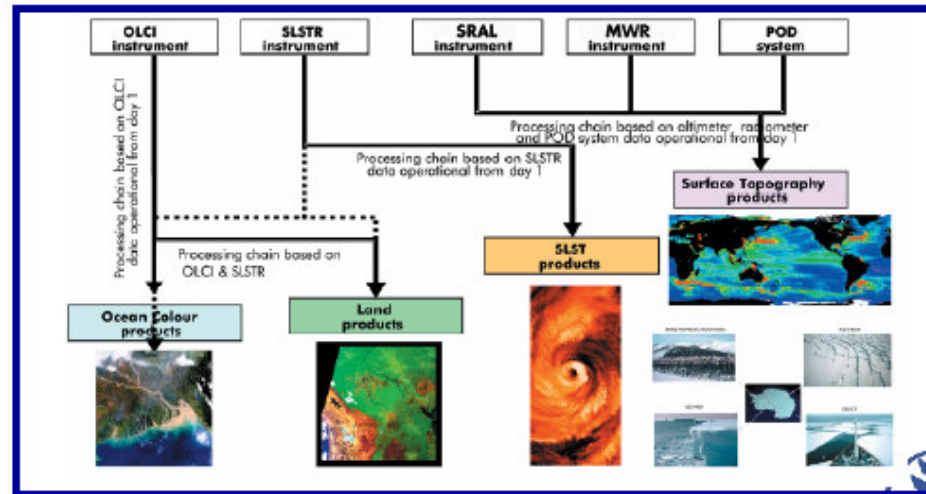 OLCI
instrument
SLSTR
instrument
SRAL
instrument
MWR
instrument
POD
system
Processing chain based on OLCI
data operational from day 1
Processing chain based on altimeter, radiometer
and POD system data operational from day 1
Processing chain based on SLSTR
data operational from day 1
Surface Topography
products
Processing chain based on
OLCI & SLSTR
SLST
products
Ocean Colour
products
Land
products